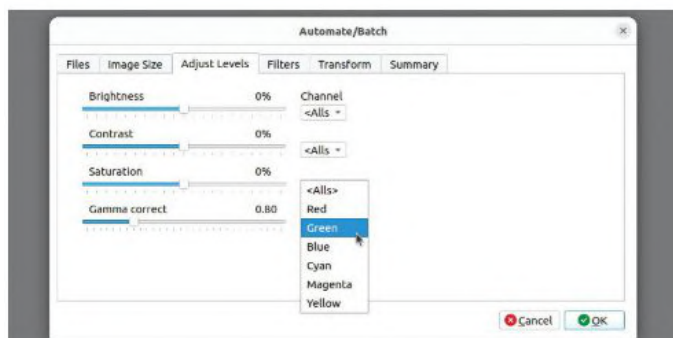 Automate/Batch
Files Image Size Adjust Levels Filters Transform Summary
Brightness 0% Channel
<Alls
Contrast 0%
<Alls
Saturation 0%
<Alls>
Gamma correct 0.80
Red
Green
Blue
Cyan
Magenta
Yellow
Cancel OK